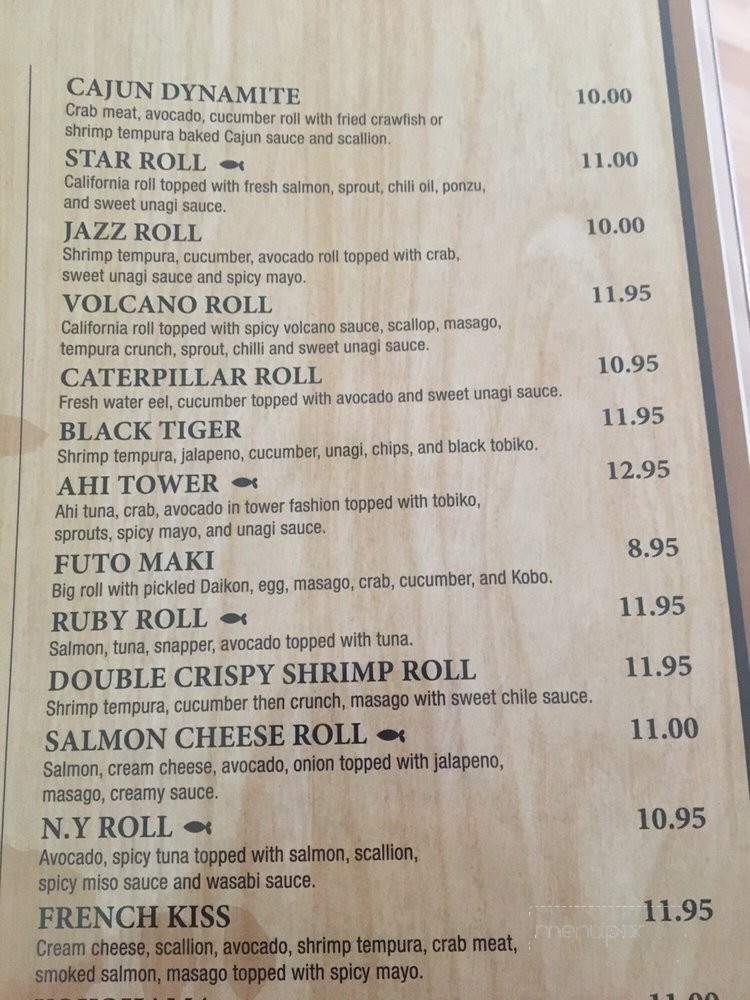 CAJUN DYNAMITE 10.00
Crab meat, avocado, cucumber roll with fried crawfish or
shrimp tempura baked Cajun sauce and scallion.
STAR ROLL 11.00
California roll topped with fresh salmon, sprout, chili oil, ponzu,
and sweet unagi sauce.
JAZZ ROLL 10.00
Shrimp tempura, cucumber, avocado roll topped with crab,
sweet unagi sauce and spicy mayo.
VOLCANO ROLL 11.95
California roll topped with spicy volcano sauce, scallop, masago,
tempura crunch, sprout, chilli and sweet unagi sauce.
CATERPILLAR ROLL 10.95
Fresh water eel, cucumber topped with avocado and sweet unagi sauce.
BLACK TIGER 11.95
Shrimp tempura, jalapeno, cucumber, unagi, chips, and black tobiko.
AHI TOWER 12.95
Ahi tuna, crab, avocado in tower fashion topped with tobiko,
sprouts, spicy mayo, and unagi sauce.
FUTO MAKI 8.95
Big roll with pickled Daikon, egg, masago, crab, cucumber, and Kobo.
RUBY ROLL 11.95
Salmon, tuna, snapper, avocado topped with tuna.
DOUBLE CRISPY SHRIMP ROLL 11.95
Shrimp tempura, cucumber then crunch, masago with sweet chile sauce.
SALMON CHEESE ROLL 11.00
Salmon, cream cheese, avocado, onion topped with jalapeno,
masago, creamy sauce.
N.Y ROLL 10.95
Avocado, spicy tuna topped with salmon, scallion,
spicy miso sauce and wasabi sauce.
FRENCH KISS 11.95
Cream cheese, scallion, avocado, shrimp tempura, crab meat,
smoked salmon, masago topped with spicy mayo.
menupix